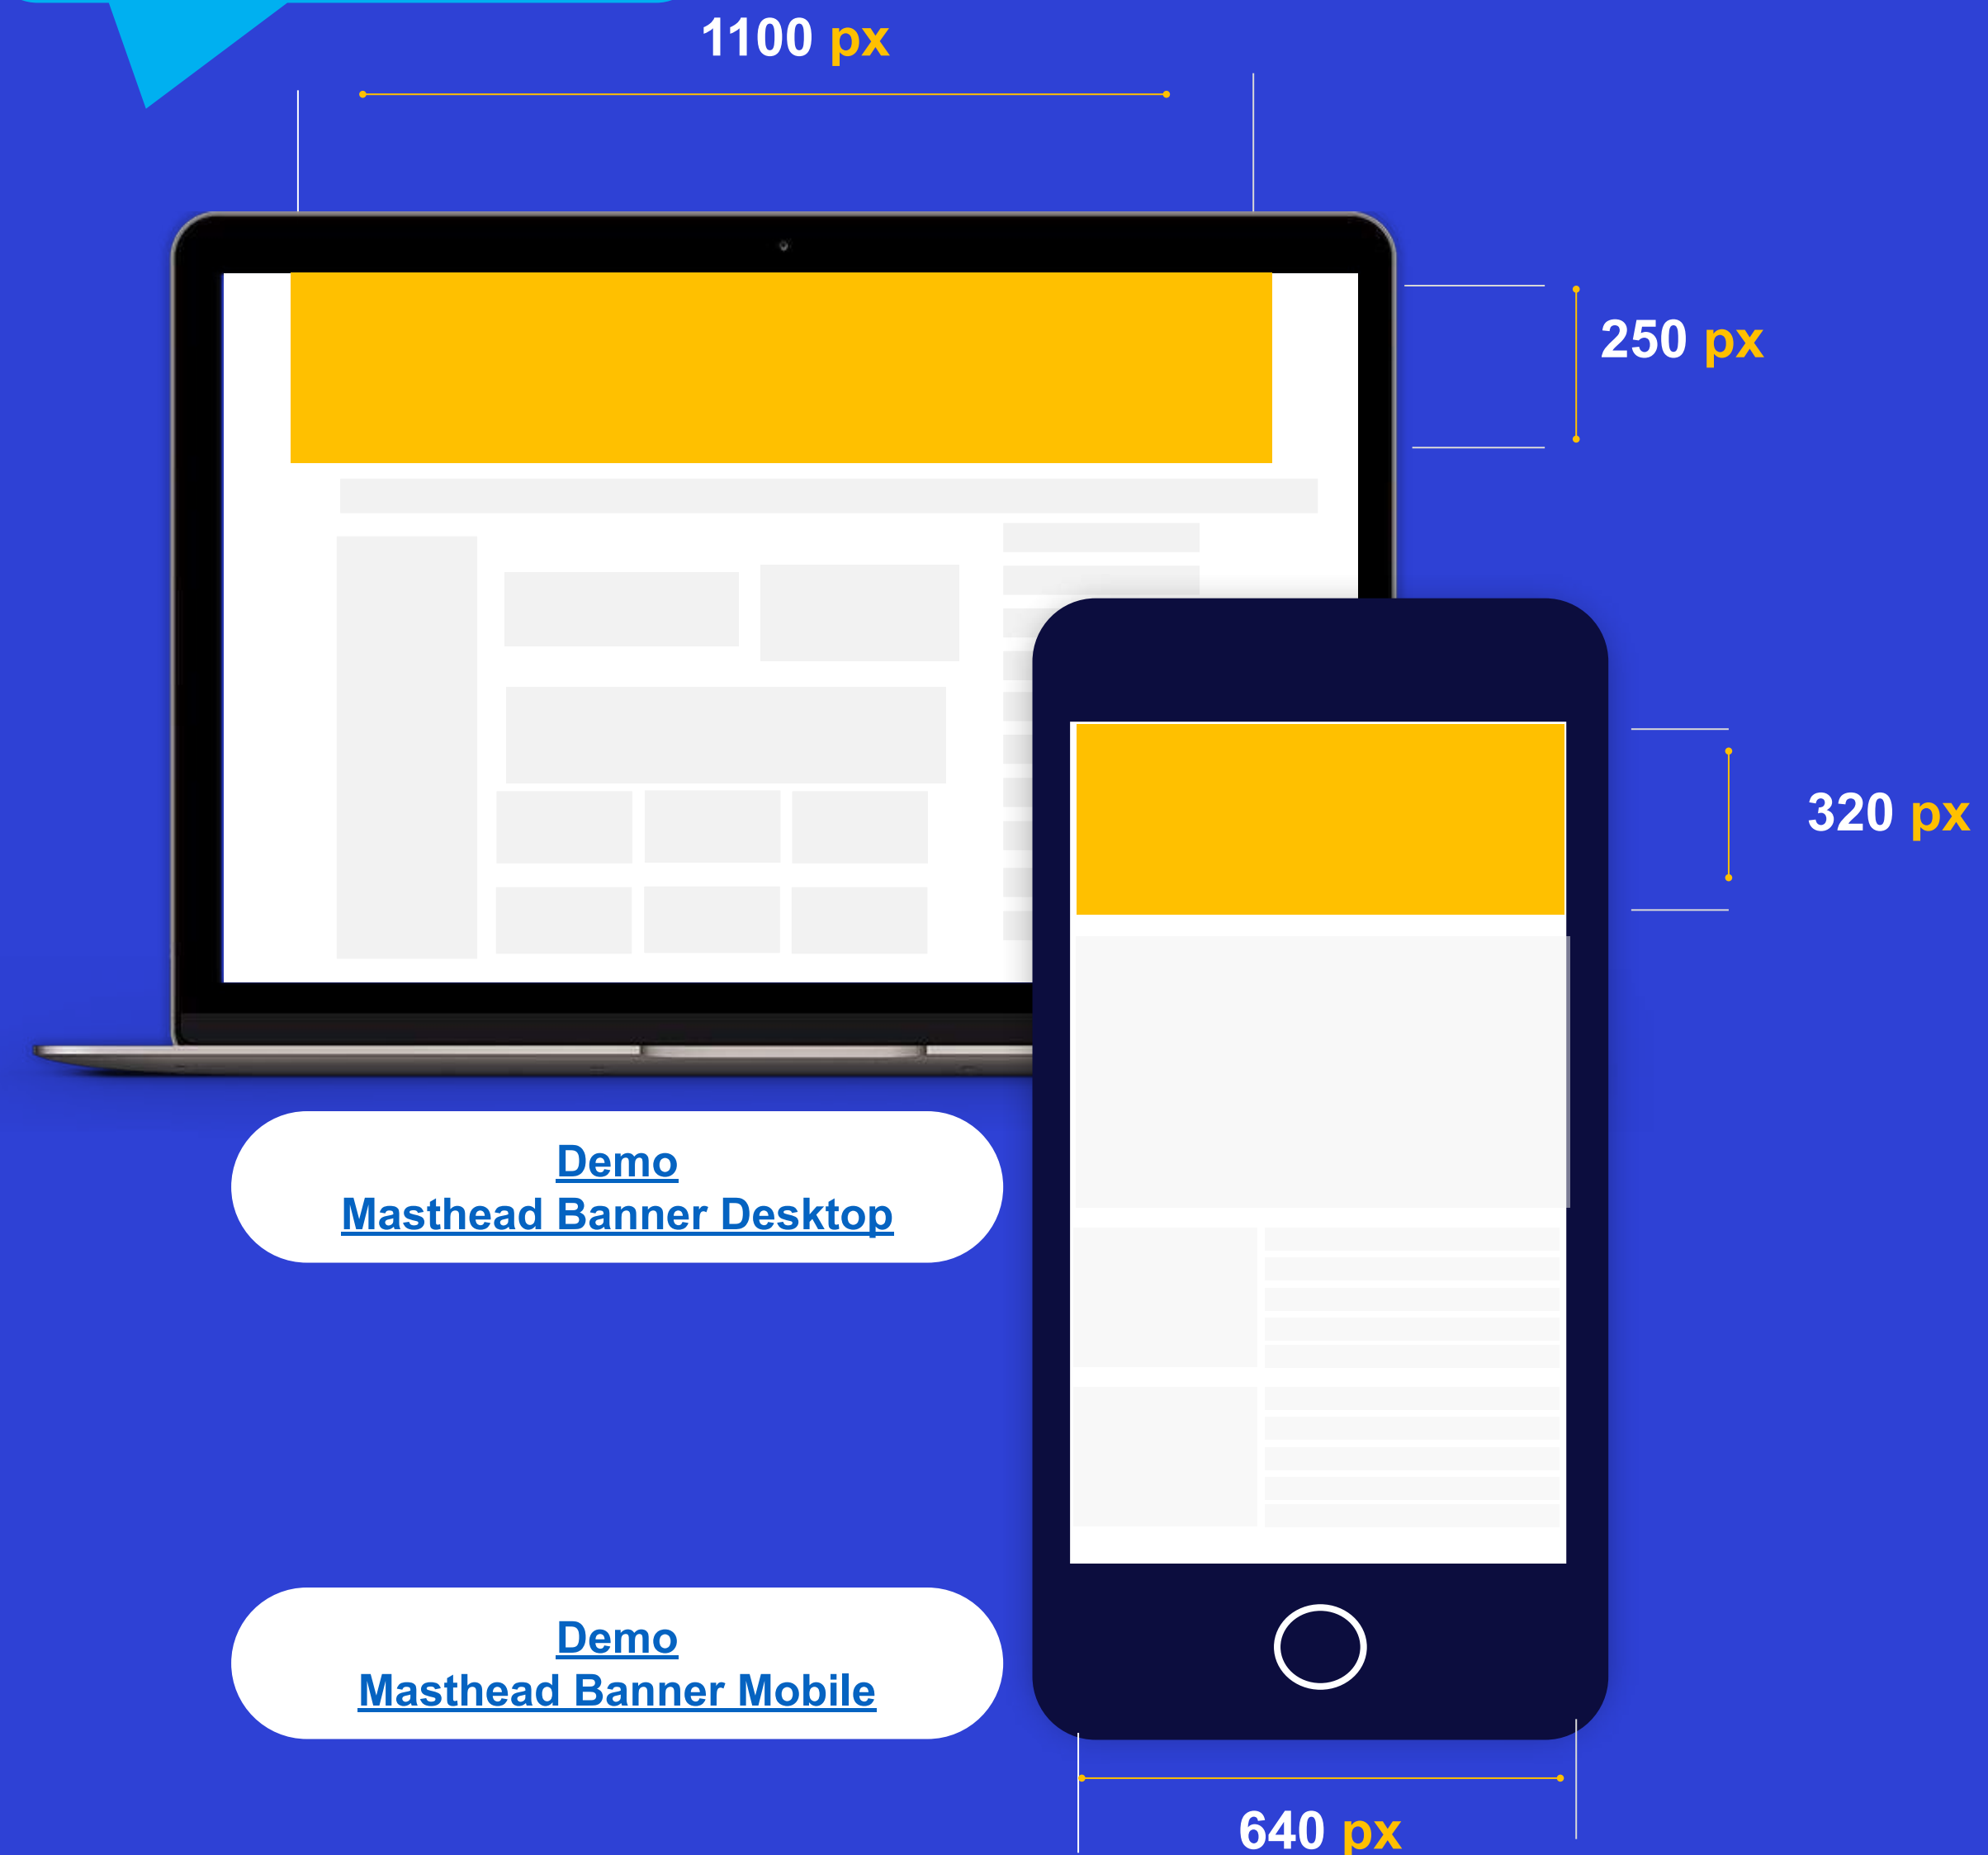 1100 px
250 px
320 px
Demo
Masthead Banner Desktop
Demo
Masthead Banner Mobile
640 px